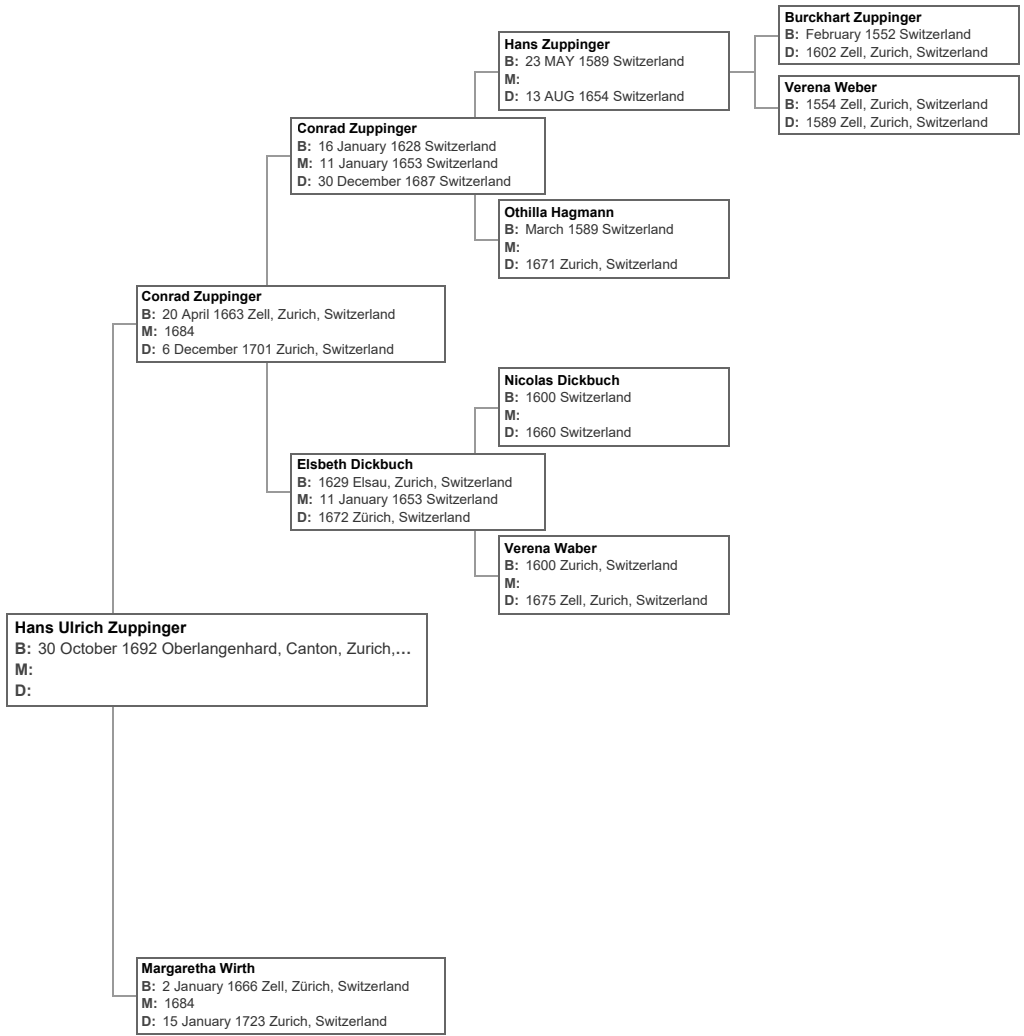 Burckhart Zuppinger
B: February 1552 Switzerland
D: 1602 Zell, Zurich, Switzerland
Hans Zuppinger
B: 23 MAY 1589 Switzerland
M:
D: 13 AUG 1654 Switzerland
Verena Weber
B: 1554 Zell, Zurich, Switzerland
D: 1589 Zell, Zurich, Switzerland
Conrad Zuppinger
B: 16 January 1628 Switzerland
M: 11 January 1653 Switzerland
D: 30 December 1687 Switzerland
Othilla Hagmann
B: March 1589 Switzerland
M:
D: 1671 Zurich, Switzerland
Conrad Zuppinger
B: 20 April 1663 Zell, Zurich, Switzerland
M: 1684
D: 6 December 1701 Zurich, Switzerland
Nicolas Dickbuch
B: 1600 Switzerland
M:
D: 1660 Switzerland
Elsbeth Dickbuch
B: 1629 Elsau, Zurich, Switzerland
M: 11 January 1653 Switzerland
D: 1672 Zürich, Switzerland
Verena Waber
B: 1600 Zurich, Switzerland
M:
D: 1675 Zell, Zurich, Switzerland
Hans Ulrich Zuppinger
B: 30 October 1692 Oberlangenhard, Canton, Zurich,...
M:
D:
Margaretha Wirth
B: 2 January 1666 Zell, Zürich, Switzerland
M: 1684
D: 15 January 1723 Zurich, Switzerland